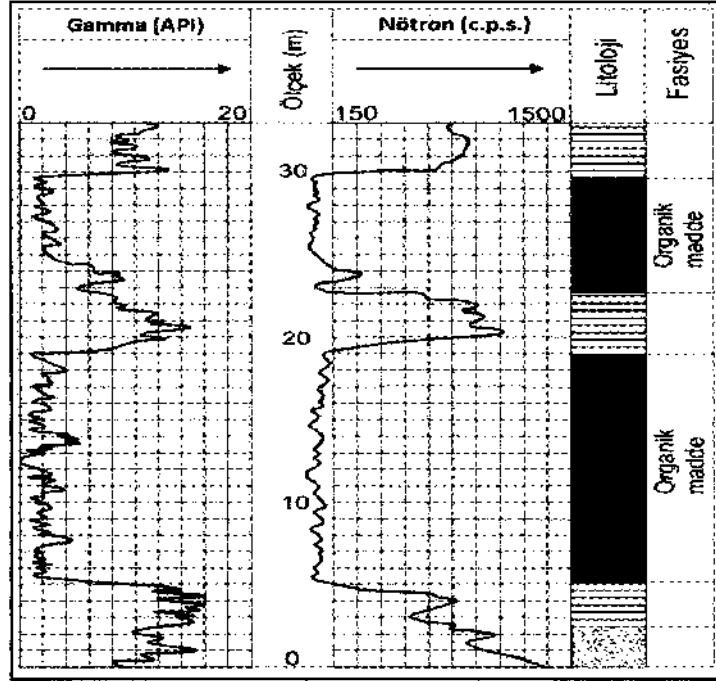 Gamma (API)
Ölçek (m)
Nötron (c.p.s.)
Litoloji
Fasiyes
0
20
150
1500
30
Organik
madde
20
Organik
madde
10
0